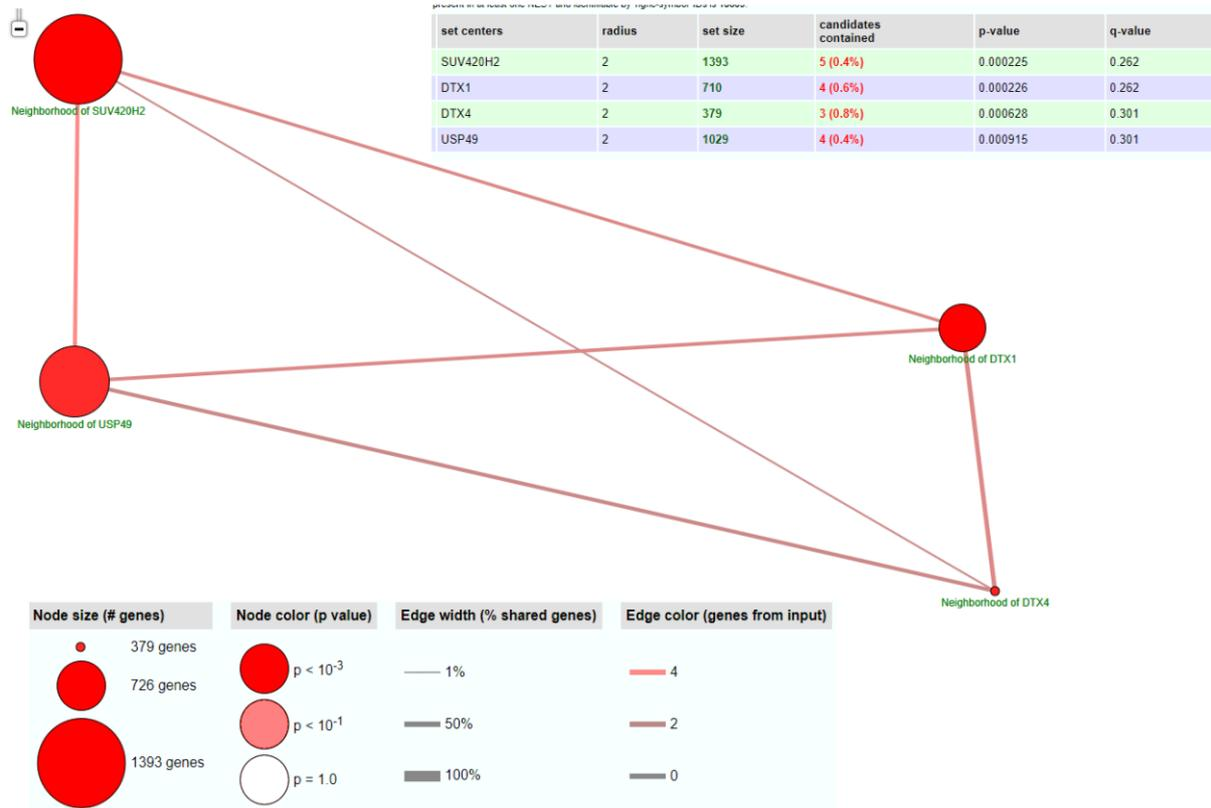 set centers radius set size candidates contained p-value q-value
SUV420H2 2 1393 5 (0.4%) 0.000225 0.262
DTX1 2 710 4 (0.6%) 0.000226 0.262
DTX4 2 379 3 (0.8%) 0.000628 0.301
USP49 2 1029 4 (0.4%) 0.000915 0.301
Neighborhood of SUV420H2
Neighborhood of DTX1
Neighborhood of USP49
Neighborhood of DTX4
Node size (# genes) Node color (p value) Edge width (% shared genes) Edge color (genes from input)
379 genes p < 10-3 1% 4
726 genes p < 10-1 50% 2
1393 genes p = 1.0 100% 0